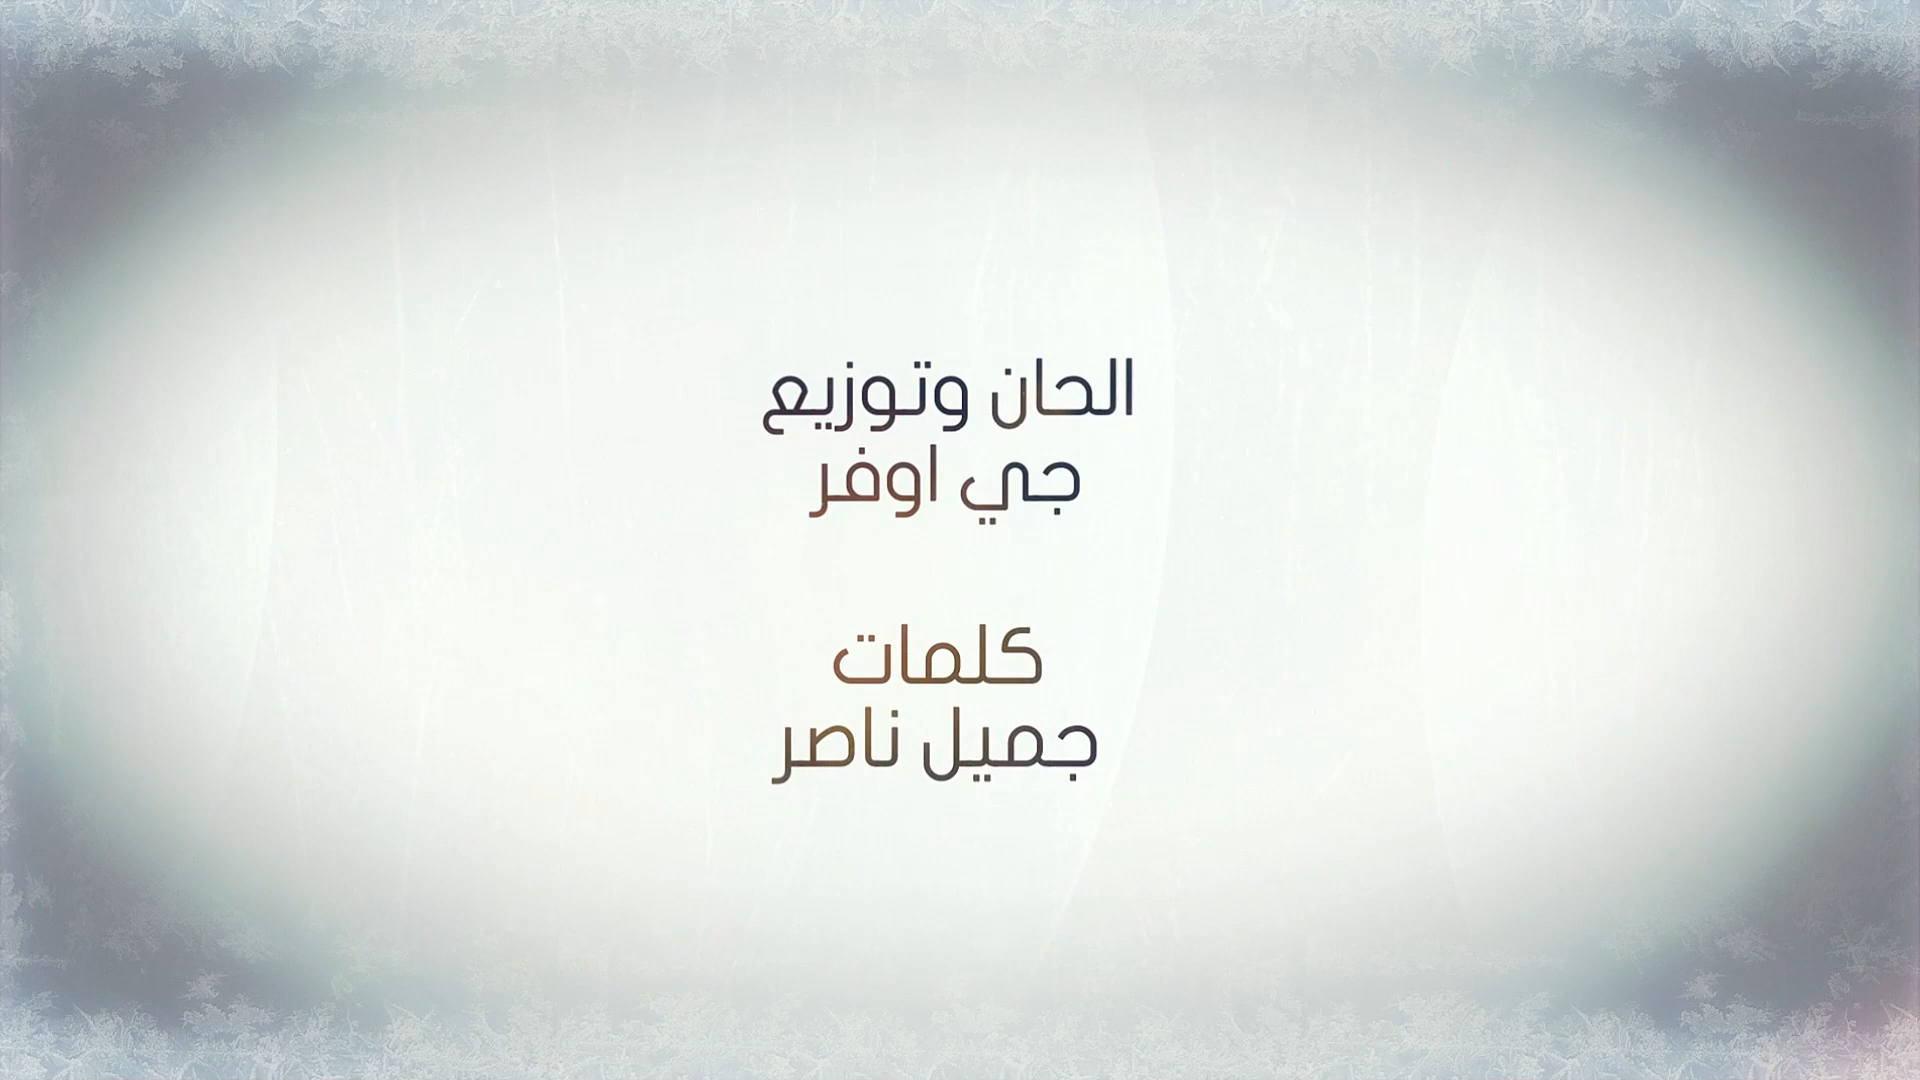 الحان وتوزيع
جي اوفر
كلمات
جميل ناصر